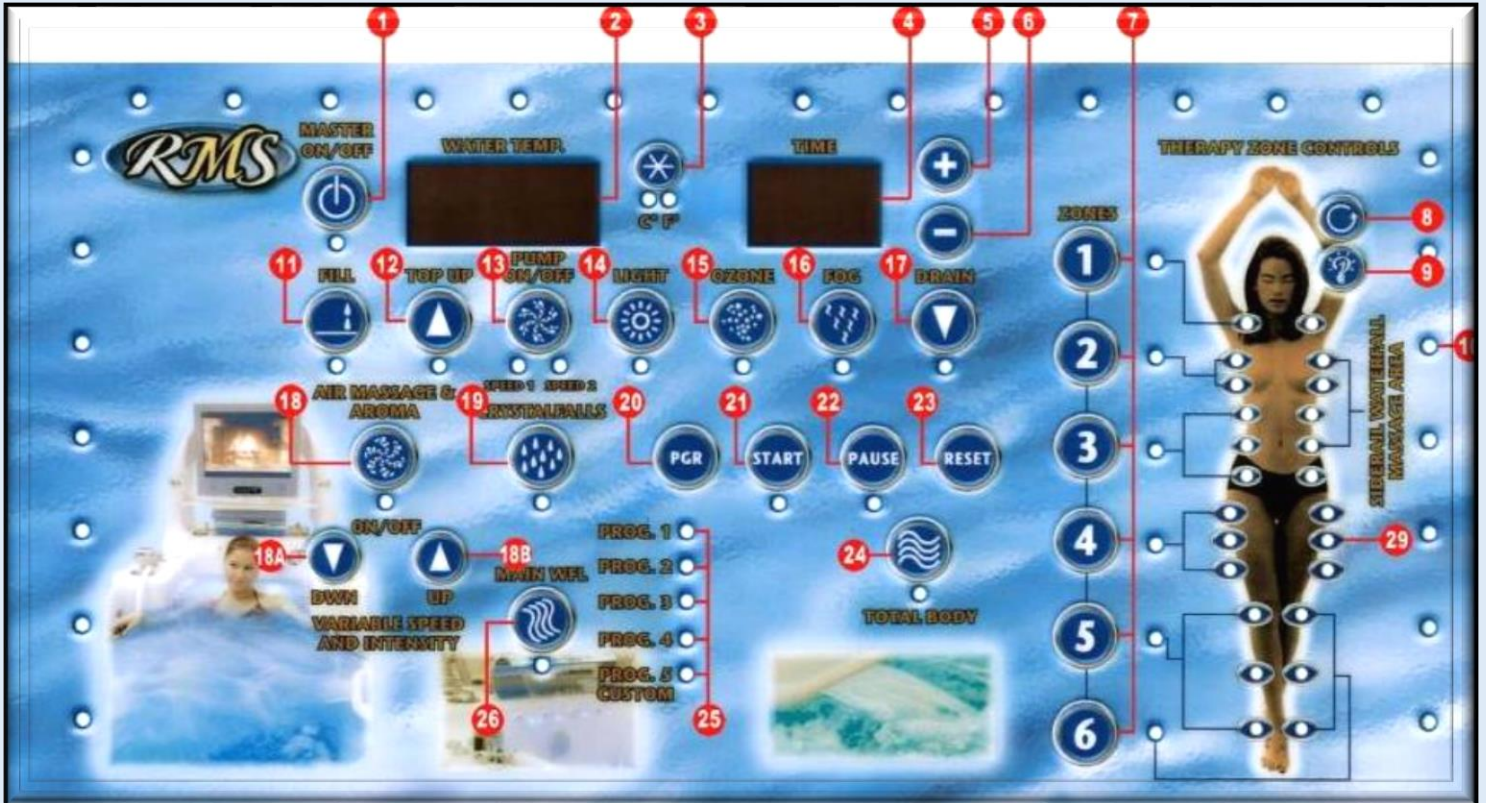 1 2 3 4 5 6 7
RMS
MASTER
ON/OFF
WATER TEMP.
TIME
THERAPY ZONE CONTROLS
C° F°
ZONES
8
9
1
2
3
4
5
6
11 12 13 14 15 16 17
FILL
TOP UP
PUMP
ON/OFF
LIGHT
OZONE
FOG
DRAIN
SPEED 1 SPEED 2
SIDERAIL WATERFALL
MASSAGE AREA
18 19 20 21 22 23
AIR MASSAGE &
AROMA
CRYSTALFALLS
PGR
START
PAUSE
RESET
ON/OFF
18A
18B
DWN
UP
VARIABLE SPEED
AND INTENSITY
MAIN WFL
PROG. 1
PROG. 2
PROG. 3
PROG. 4
PROG. 5
CUSTOM
24
TOTAL BODY
29
26
25